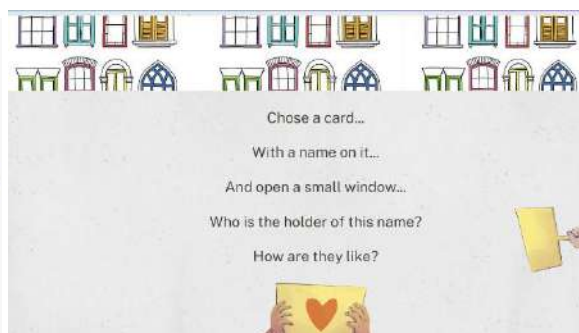 Chose a card...
With a name on it...
And open a small window...
Who is the holder of this name?
How are they like?